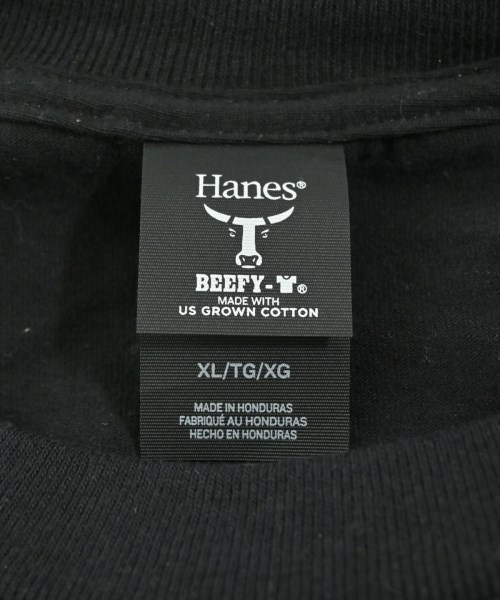 Hanes®
BEEFY-®
MADE WITH
US GROWN COTTON
XL/TG/XG
MADE IN HONDURAS
FABRIQUÉ AU HONDURAS
HECHO EN HONDURAS